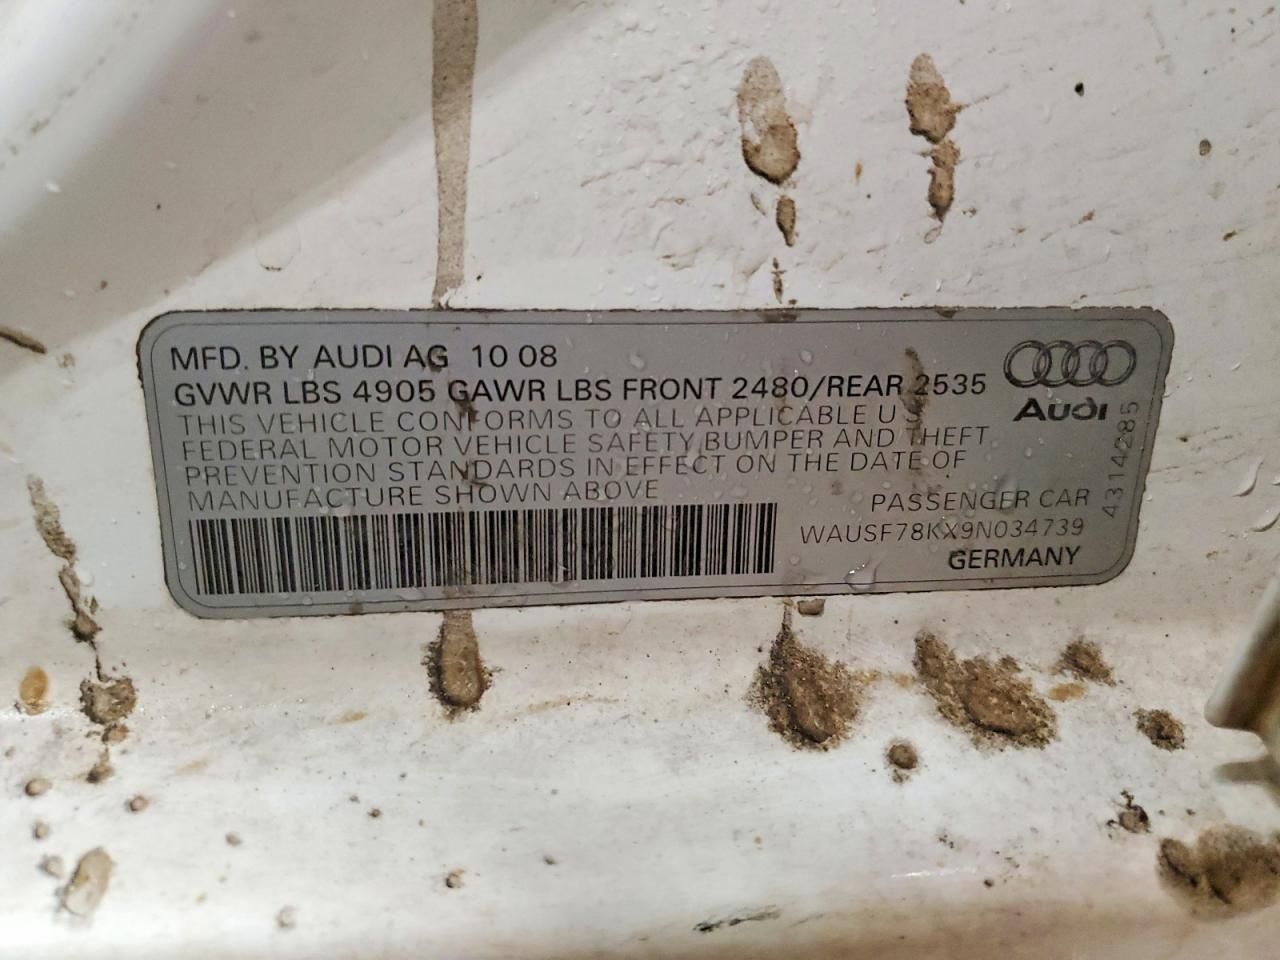 MFD. BY AUDI AG 10 08
GVWR LBS 4905 GAWR LBS FRONT 2480/REAR 2535
THIS VEHICLE CONFORMS TO ALL APPLICABLE U S
FEDERAL MOTOR VEHICLE SAFETY BUMPER AND THEFT
PREVENTION STANDARDS IN EFFECT ON THE DATE OF
MANUFACTURE SHOWN ABOVE
Audi
43114285
PASSENGER CAR
WAUSF78KX9N034739
GERMANY